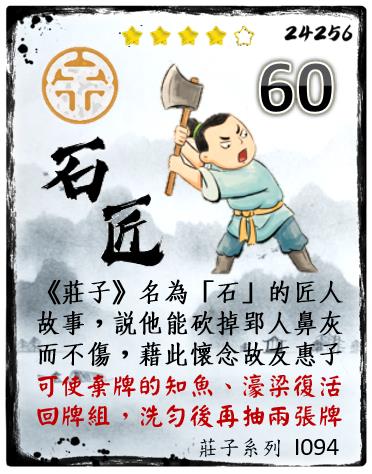 24256
60
石匠
《莊子》名為「石」的匠人
故事，説他能砍掉郢人鼻灰
而不傷，藉此懷念故友惠子
可使棄牌的知魚、濠梁復活
回牌組，洗勻後再抽兩張牌
莊子系列 I094